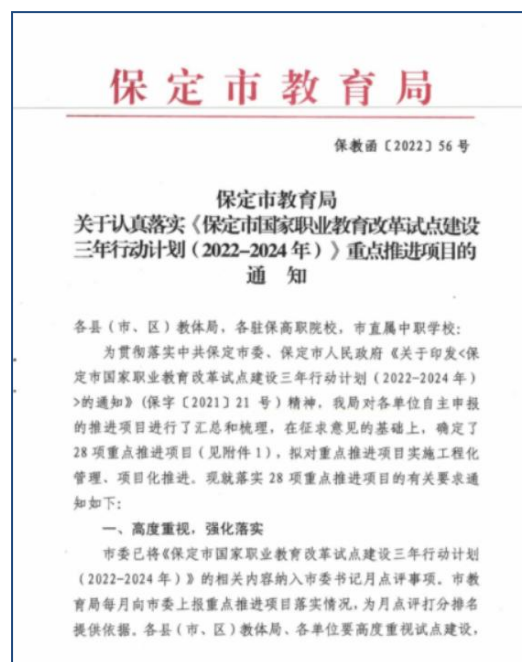 保定市教育局
保教函〔2022〕56号
保定市教育局
关于认真落实《保定市国家职业教育改革试点建设
三年行动计划（2022-2024年）》重点推进项目的
通 知
各县（市、区）教体局，各驻保高职院校，市直属中职学校：
为贯彻落实中共保定市委、保定市人民政府《关于印发<保
定市国家职业教育改革试点建设三年行动计划（2022-2024年）
>的通知》（保字〔2021〕21号）精神，我局对各单位自主申报
的推进项目进行了汇总和梳理，在征求意见的基础上，确定了
28项重点推进项目（见附件1），拟对重点推进项目实施工程化
管理、项目化推进。现就落实28项重点推进项目的有关要求通
知如下：
一、高度重视，强化落实
市委已将《保定市国家职业教育改革试点建设三年行动计划
（2022-2024年）》的相关内容纳入市委书记月点评事项。市教
育局每月向市委上报重点推进项目落实情况，为月点评打分排名
提供依据。各县（市、区）教体局、各单位要高度重视试点建设，